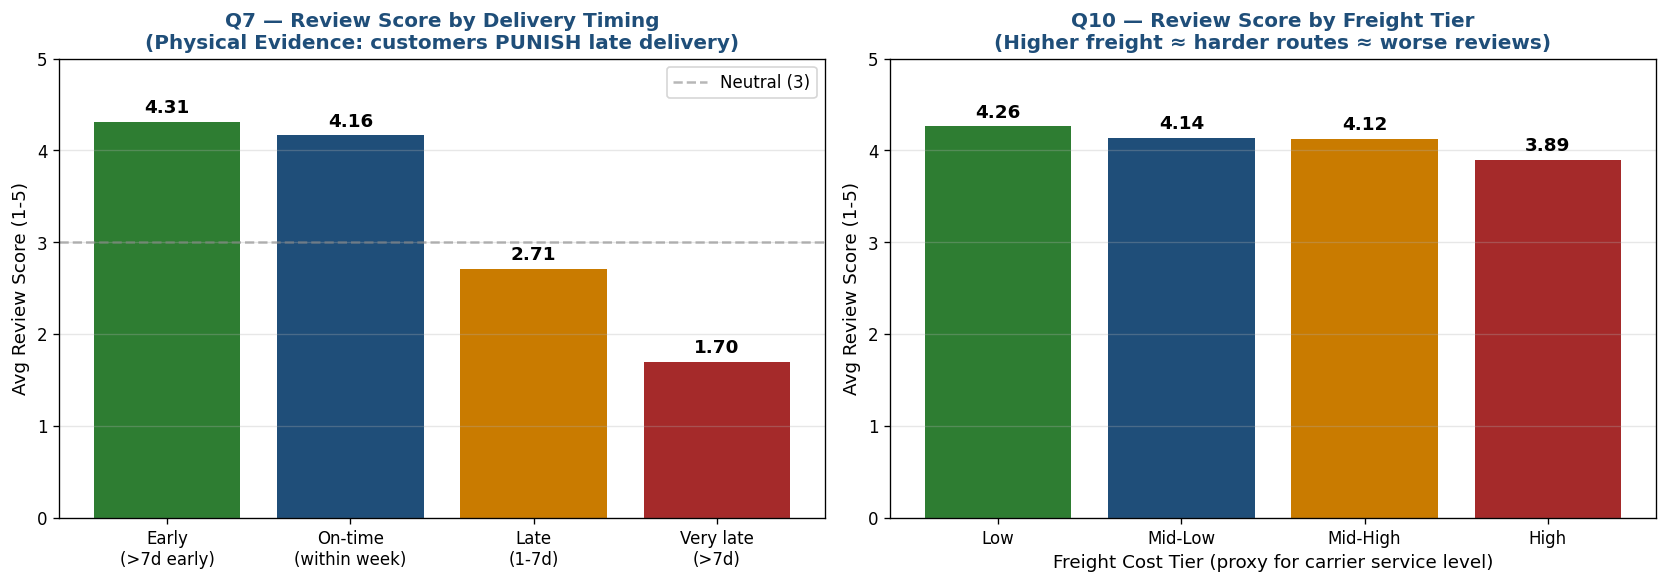 Q7 — Review Score by Delivery Timing
(Physical Evidence: customers PUNISH late delivery)
Avg Review Score (1-5)
5
4
3
2
1
0
Neutral (3)
4.31
4.16
2.71
1.70
Early
(>7d early)
On-time
(within week)
Late
(1-7d)
Very late
(>7d)
Q10 — Review Score by Freight Tier
(Higher freight ≈ harder routes ≈ worse reviews)
Avg Review Score (1-5)
5
4
3
2
1
0
4.26
4.14
4.12
3.89
Low
Mid-Low
Mid-High
High
Freight Cost Tier (proxy for carrier service level)